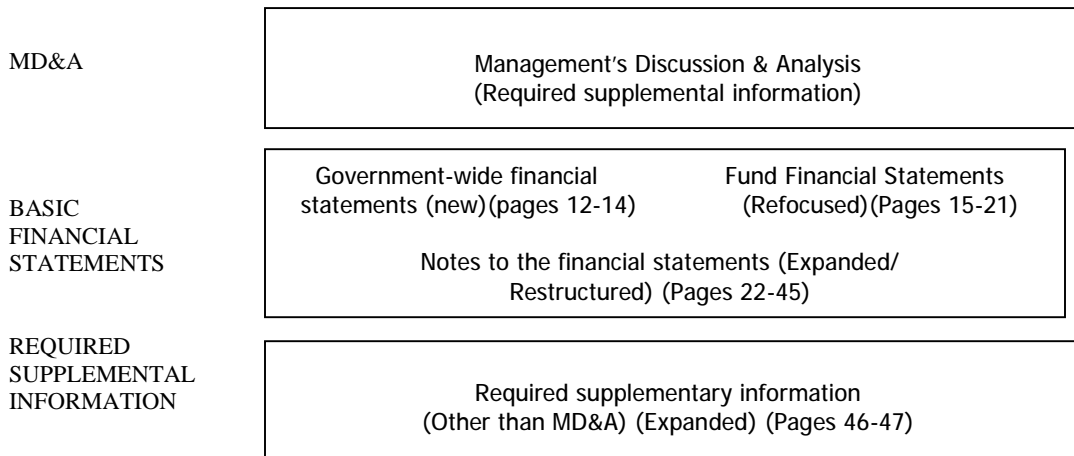 MD&A
Management's Discussion & Analysis
(Required supplemental information)
BASIC
FINANCIAL
STATEMENTS
Government-wide financial
statements (new)(pages 12-14)
Fund Financial Statements
(Refocused)(Pages 15-21)
Notes to the financial statements (Expanded/
Restructured) (Pages 22-45)
REQUIRED
SUPPLEMENTAL
INFORMATION
Required supplementary information
(Other than MD&A) (Expanded) (Pages 46-47)